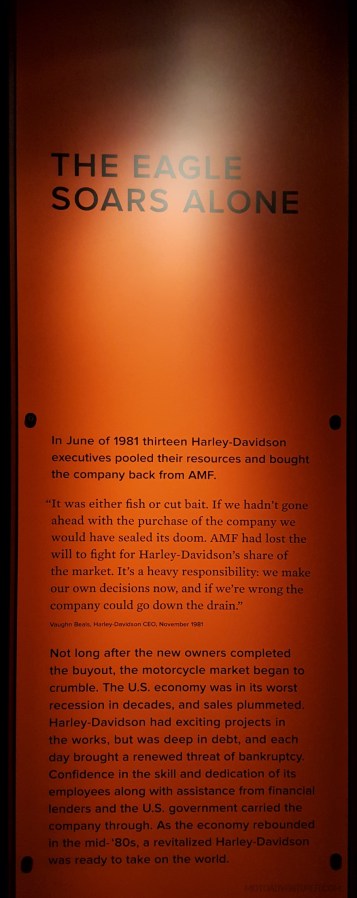 THE EAGLE
SOARS ALONE
In June of 1981 thirteen Harley-Davidson
executives pooled their resources and bought
the company back from AMF.
“It was either fish or cut bait. If we hadn’t gone
ahead with the purchase of the company we
would have sealed its doom. AMF had lost the
will to fight for Harley-Davidson’s share of
the market. It’s a heavy responsibility: we make
our own decisions now, and if we’re wrong the
company could go down the drain.”
Vaughn Beals, Harley-Davidson CEO, November 1981
Not long after the new owners completed
the buyout, the motorcycle market began to
crumble. The U.S. economy was in its worst
recession in decades, and sales plummeted.
Harley-Davidson had exciting projects in
the works, but was deep in debt, and each
day brought a renewed threat of bankruptcy.
Confidence in the skill and dedication of its
employees along with assistance from financial
lenders and the U.S. government carried the
company through. As the economy rebounded
in the mid-‘80s, a revitalized Harley-Davidson
was ready to take on the world.